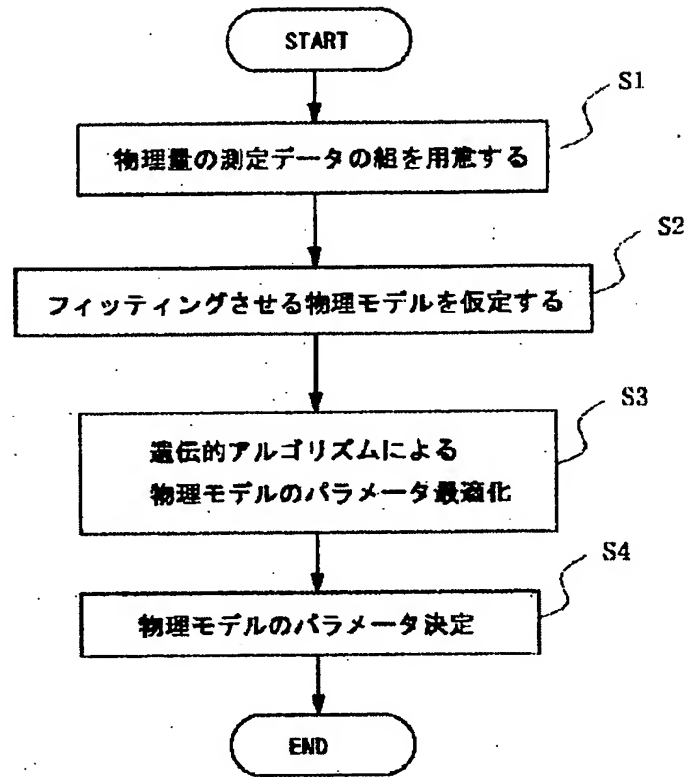 START
S1
物理量の測定データの組を用意する
S2
フィッティングさせる物理モデルを仮定する
S3
遺伝的アルゴリズムによる
物理モデルのパラメータ最適化
S4
物理モデルのパラメータ決定
END